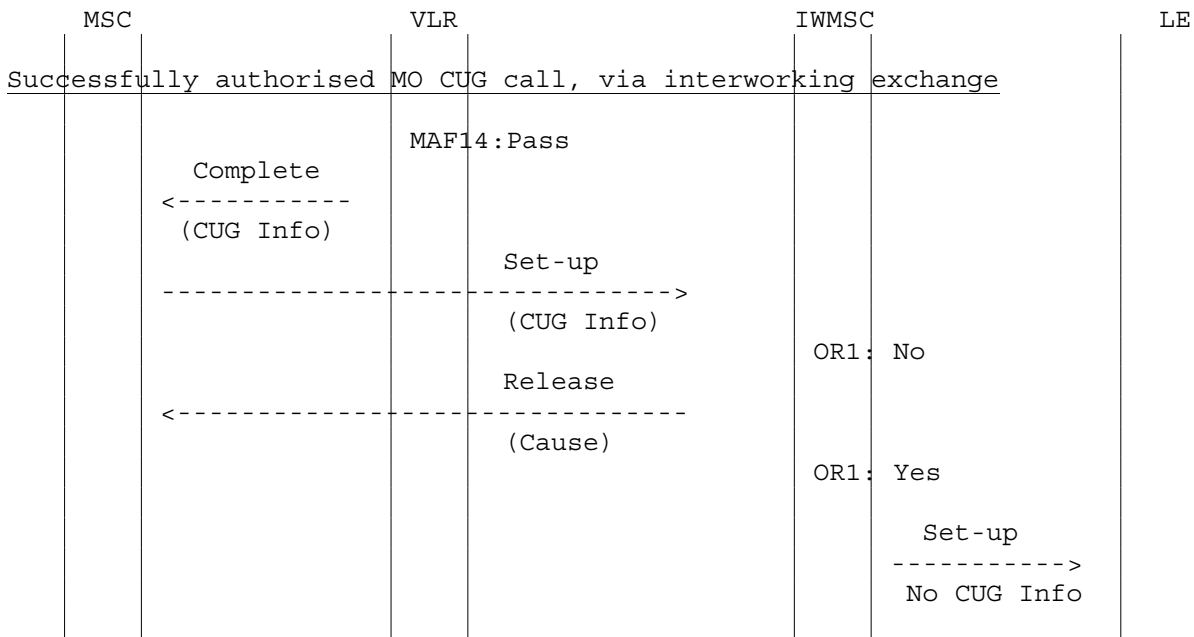 MSC VLR IWMSC LE
Successfully authorised MO CUG call, via interworking exchange
MAF14:Pass
Complete
<-----------
(CUG Info)
Set-up
-------------------------------->
(CUG Info)
OR1: No
Release
<--------------------------------
(Cause)
OR1: Yes
Set-up
----------->
No CUG Info